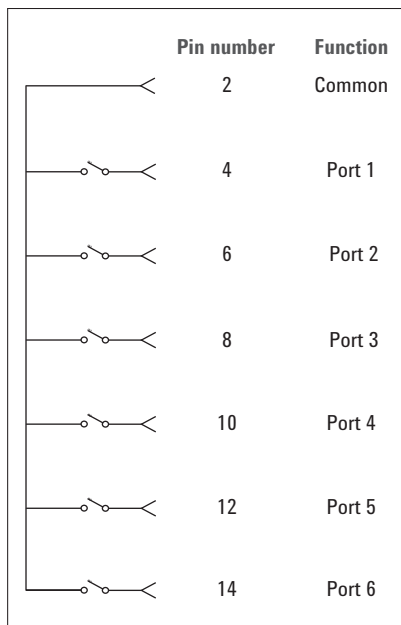 Pin number Function
2 Common
4 Port 1
6 Port 2
8 Port 3
10 Port 4
12 Port 5
14 Port 6